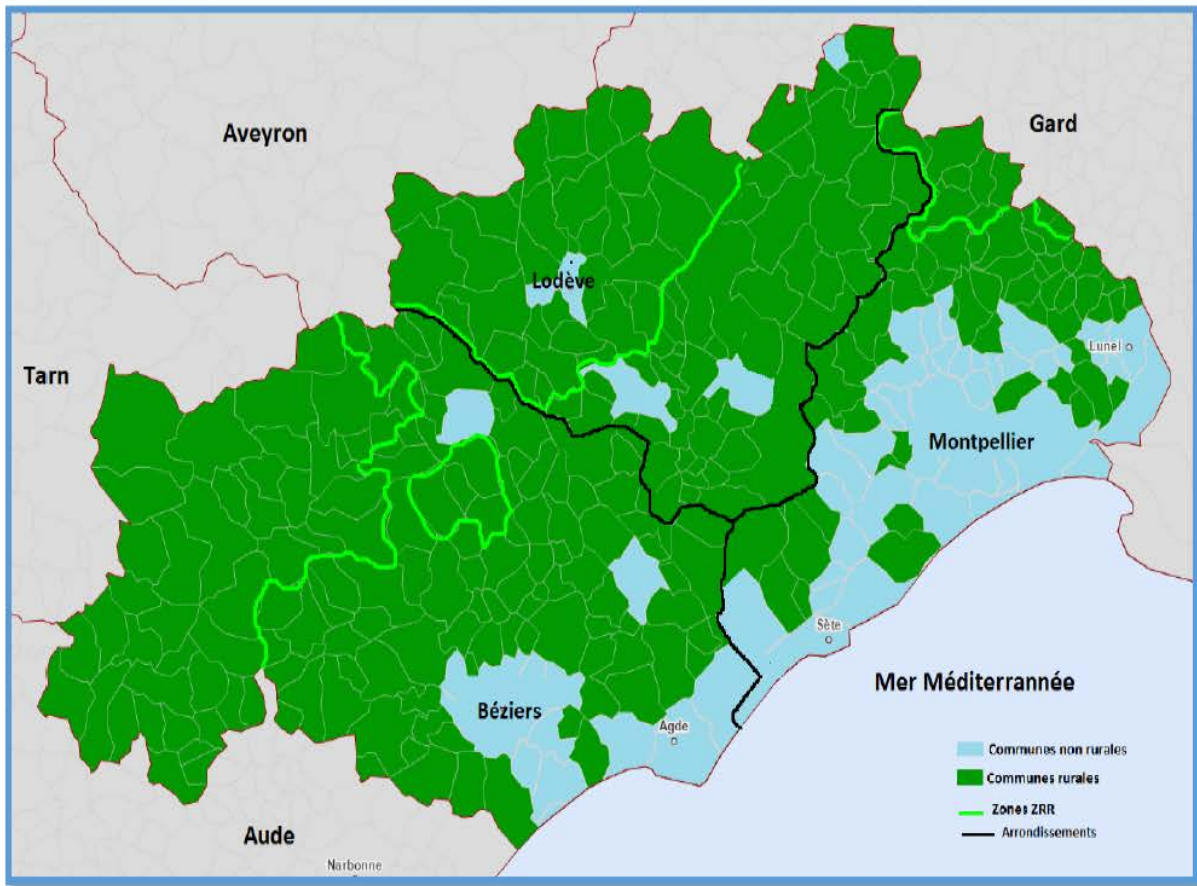 Aveyron
Gard
Lodève
Lunel
Tarn
Montpellier
Sète
Mer Méditerrannée
Béziers
Agde
Communes non rurales
Communes rurales
Zones ZRR
Arrondissements
Aude
Narbonne